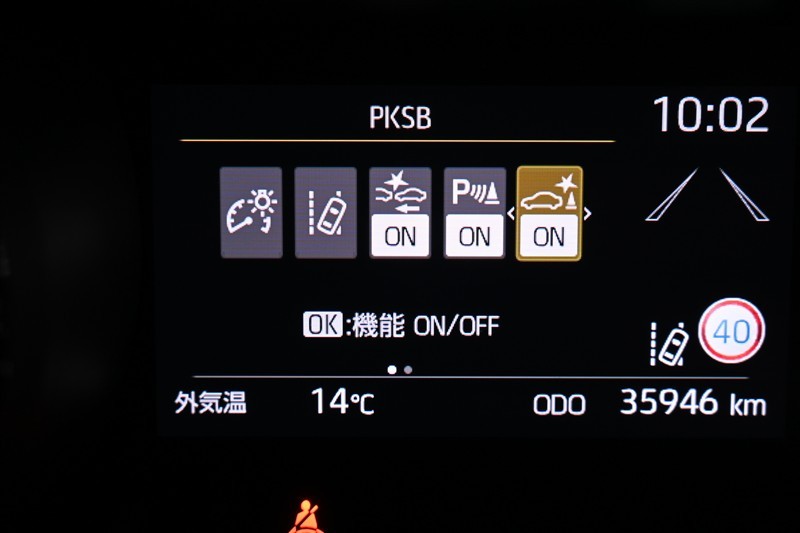 PKSB 10:02
P
ON ON ON
OK:機能 ON/OFF
40
外気温 14℃ ODO 35946 km